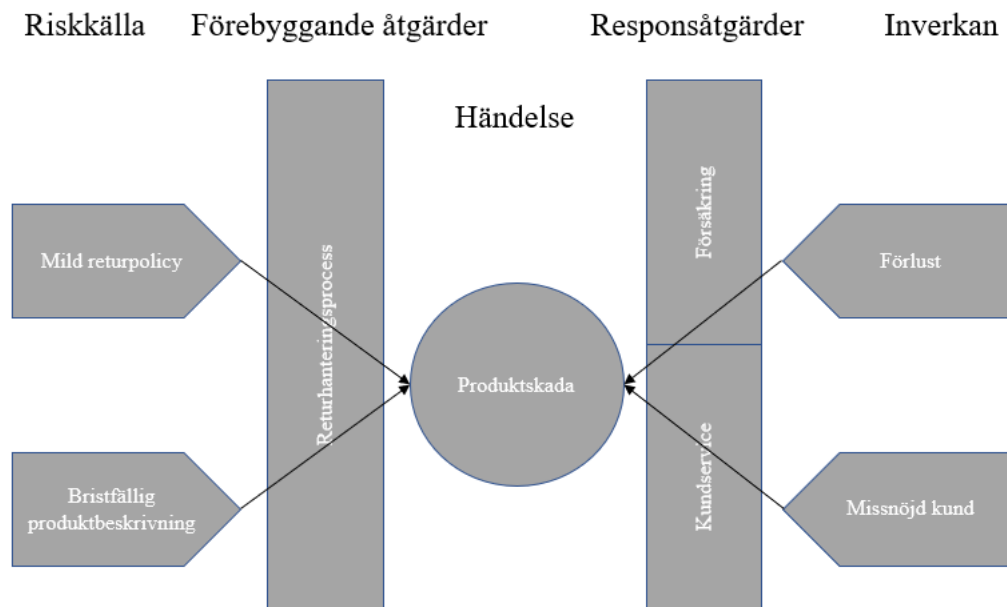 Riskkälla
Förebyggande åtgärder
Responsåtgärder
Inverkan
Händelse
Mild returpolicy
Bristfällig
produktbeskrivning
Returhanteringsprocess
Produktskada
Försäkring
Kundservice
Förlust
Missnöjd kund